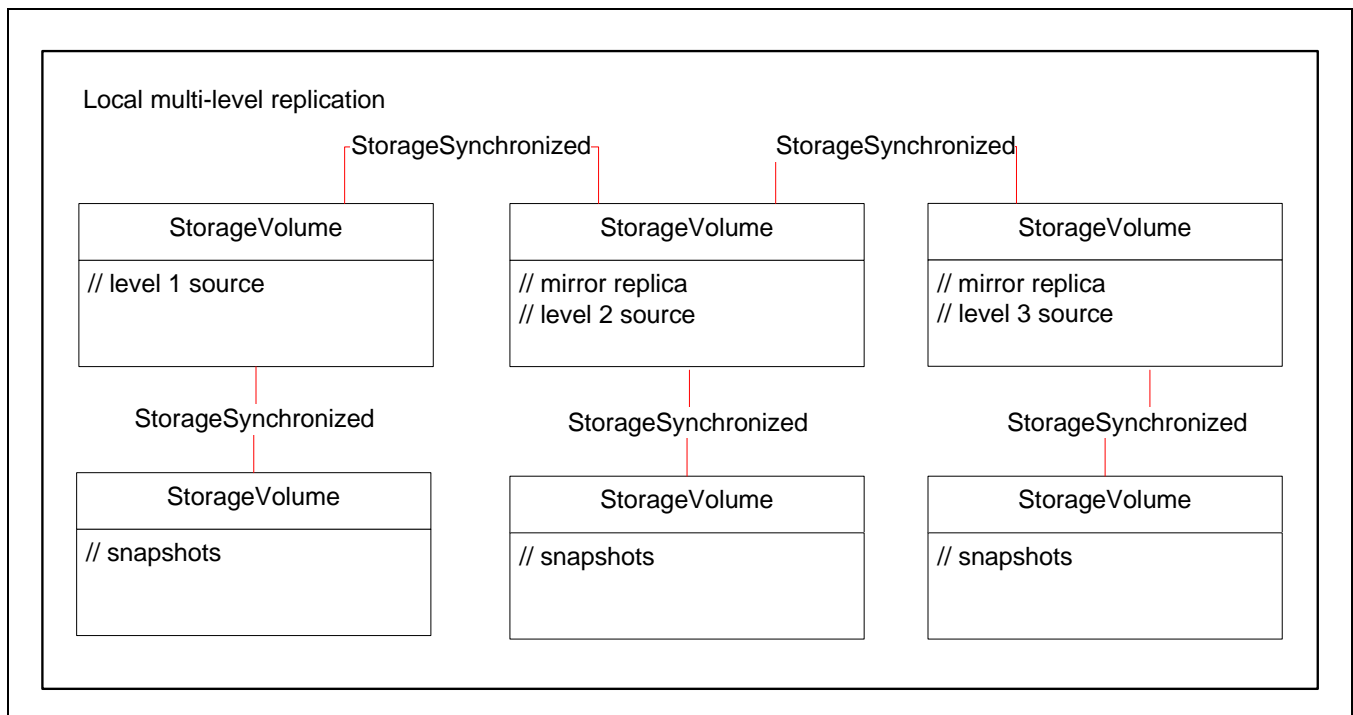 Local multi-level replication
StorageSynchronized
StorageSynchronized
StorageVolume
// level 1 source
StorageVolume
// mirror replica
// level 2 source
StorageVolume
// mirror replica
// level 3 source
StorageSynchronized
StorageSynchronized
StorageSynchronized
StorageVolume
// snapshots
StorageVolume
// snapshots
StorageVolume
// snapshots